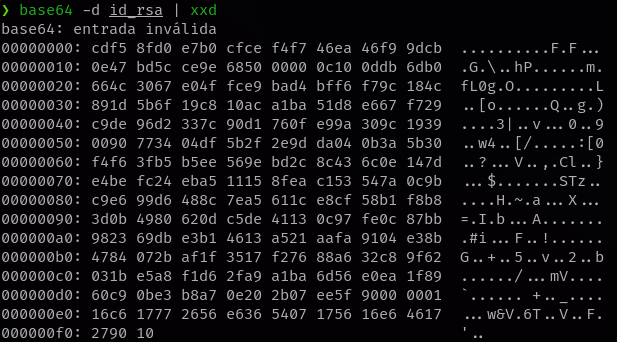 ❯ base64 -d id_rsa | xxd
base64: entrada inválida
00000000: cdf5 8fd0 e7b0 cfce f4f7 46ea 46f9 9dcb  ..........F.F...
00000010: 0e47 bd5c ce9e 6850 0000 0c10 0ddb 6db0  .G.\..hP......m.
00000020: 664c 3067 e04f fce9 bad4 bff6 f79c 184c  fL0g.O.........L
00000030: 891d 5b6f 19c8 10ac a1ba 51d8 e667 f729  ..[o......Q..g.)
00000040: c9de 96d2 337c 90d1 760f e99a 309c 1939  ....3|..v...0..9
00000050: 0090 7734 04df 5b2f 2e9d da04 0b3a 5b30  ..w4..[/.....:[0
00000060: f4f6 3fb5 b5ee 569e bd2c 8c43 6c0e 147d  ..?...V..,.Cl..}
00000070: e4be fc24 eba5 1115 8fea c153 547a 0c9b  ...$.......STz..
00000080: c9e6 99d6 488c 7ea5 611c e8cf 58b1 f8b8  ....H.~.a...X...
00000090: 3d0b 4980 620d c5de 4113 0c97 fe0c 87bb  =.I.b...A.......
000000a0: 9823 69db e3b1 4613 a521 aafa 9104 e38b  .#i...F..!......
000000b0: 4784 072b af1f 3517 f276 88a6 32c8 9f62  G..+..5..v..2..b
000000c0: 031b e5a8 f1d6 2fa9 a1ba 6d56 e0ea 1f89  ....../...mV....
000000d0: 60c9 0be3 b8a7 0e20 2b07 ee5f 9000 0001  `...... +.._....
000000e0: 16c6 1777 2656 e636 5407 1756 16e6 4617  ...w&V.6T..V..F.
000000f0: 2790 10  '..